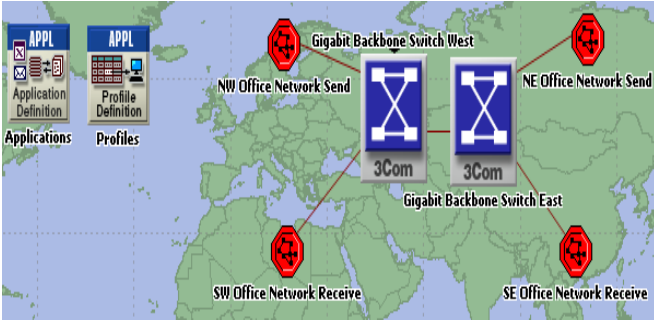 APPL
Application
Definition
Applications
APPL
Profile
Definition
Profiles
Gigabit Backbone Switch West
NW Office Network Send
NE Office Network Send
3Com
3Com
Gigabit Backbone Switch East
SW Office Network Receive
SE Office Network Receive